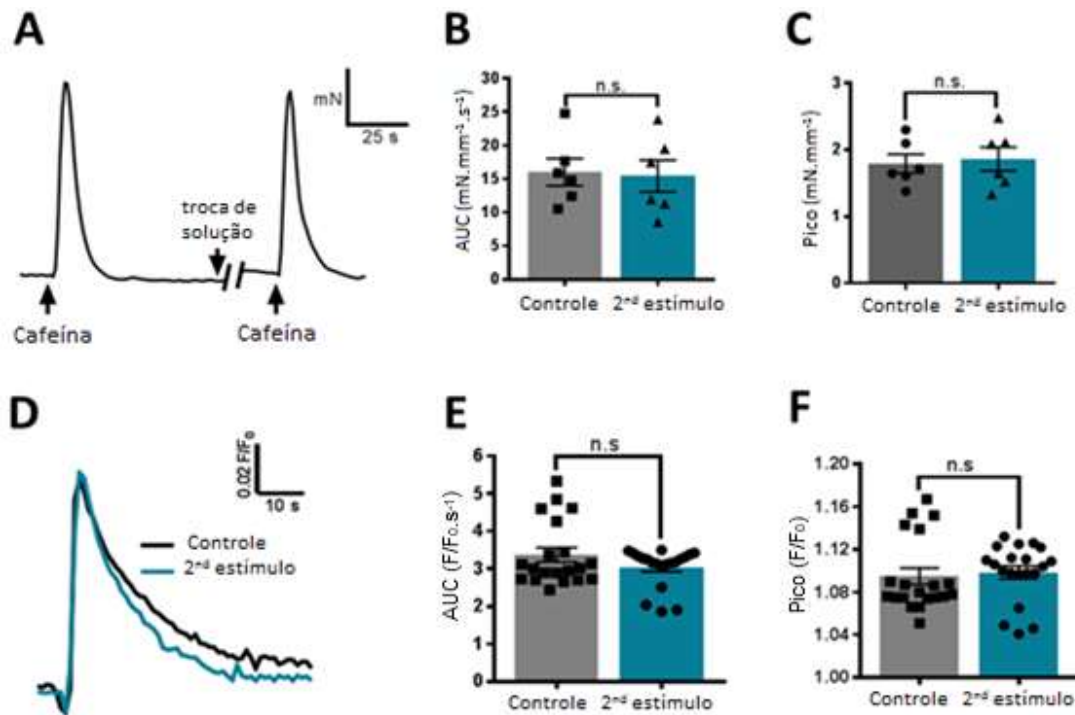 A
mN
25 s
troca de
solução
Cafeína
Cafeína
B
AUC (mN.mm⁻¹.s⁻¹)
30
25
20
15
10
5
0
n.s.
Controle
2ⁿᵈ estímulo
C
Pico (mN.mm⁻¹)
3
2
1
0
n.s.
Controle
2ⁿᵈ estímulo
D
0.02 F/F₀
10 s
Controle
2ⁿᵈ estímulo
E
AUC (F/F₀.s⁻¹)
6
5
4
3
2
1
0
n.s
Controle
2ⁿᵈ estímulo
F
Pico (F/F₀)
1.20
1.16
1.12
1.08
1.04
1.00
n.s
Controle
2ⁿᵈ estímulo